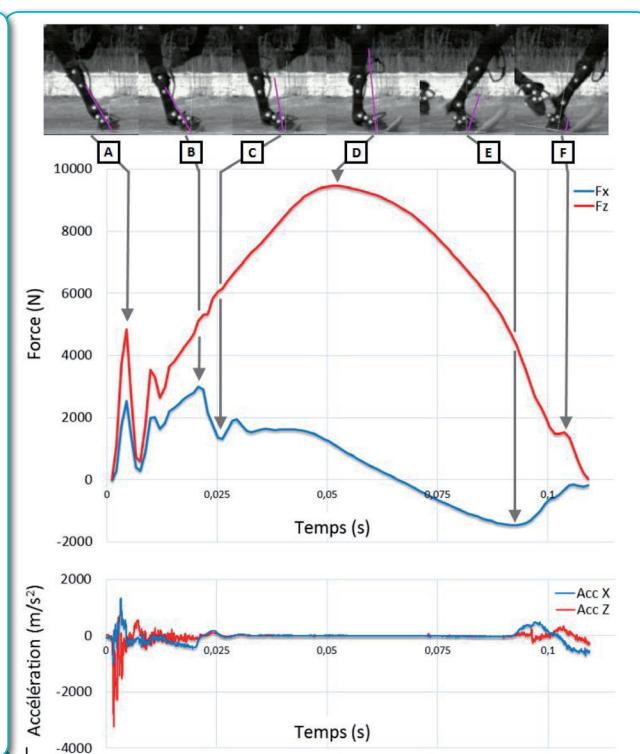 A B C D E F
10000
8000
6000
4000
2000
0
-2000
Force (N)
Fx
Fz
0 0,025 0,05 0,075 0,1
Temps (s)
2000
0
-2000
-4000
Accélération (m/s²)
Acc X
Acc Z
0 0,025 0,05 0,075 0,1
Temps (s)